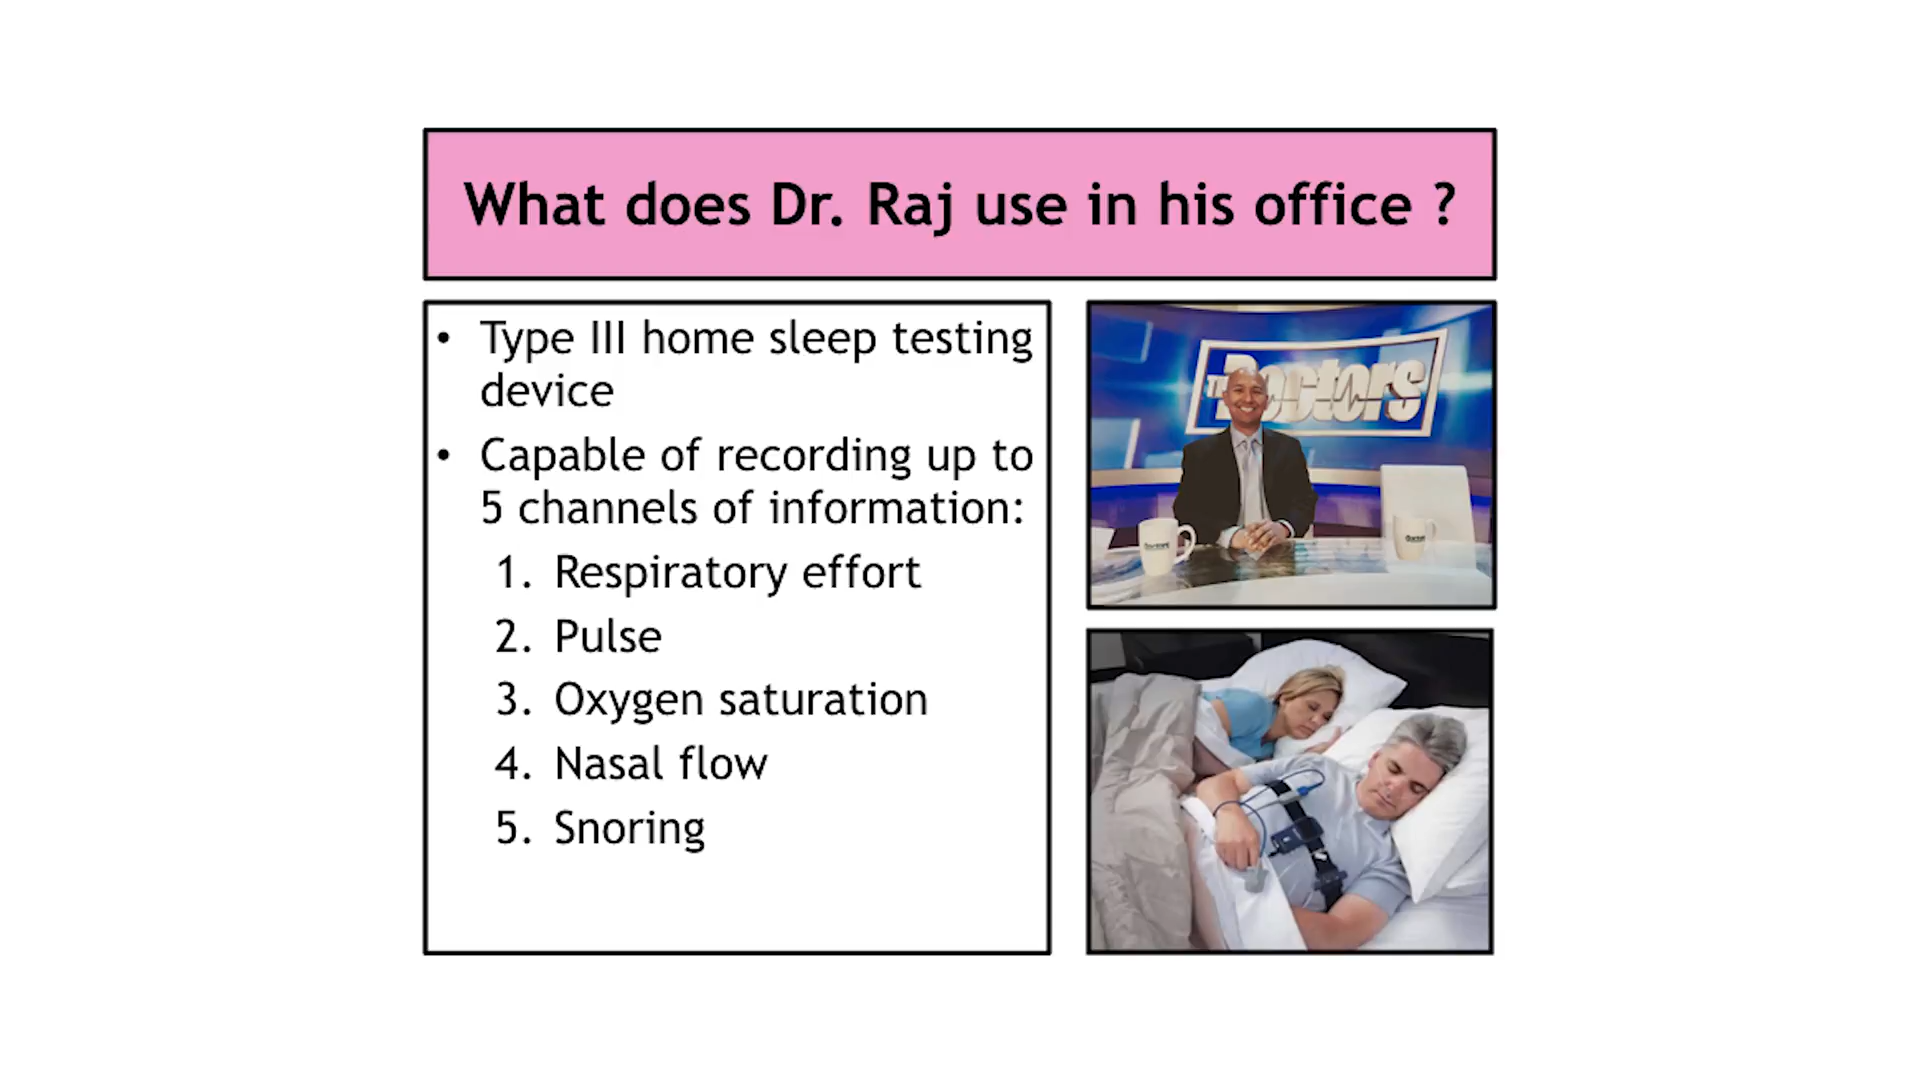 What does Dr. Raj use in his office ?
• Type III home sleep testing
device
• Capable of recording up to
5 channels of information:
1. Respiratory effort
2. Pulse
3. Oxygen saturation
4. Nasal flow
5. Snoring
The Doctors